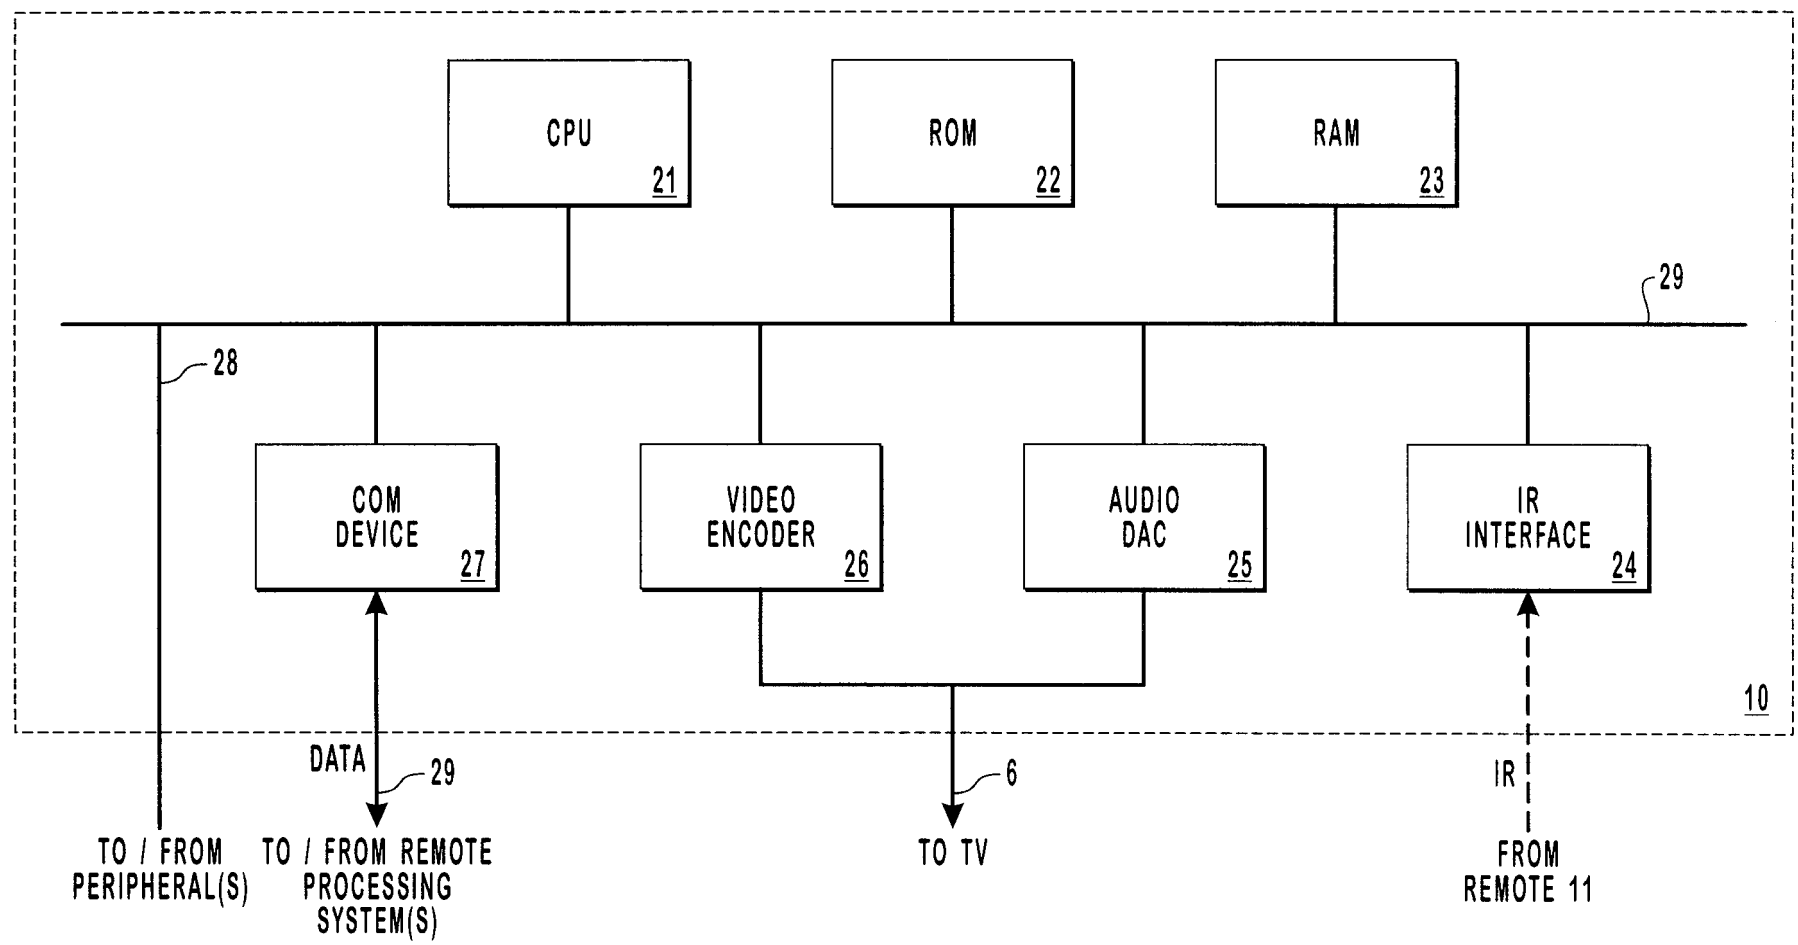 CPU
21
ROM
22
RAM
23
29
28
COM
DEVICE
27
VIDEO
ENCODER
26
AUDIO
DAC
25
IR
INTERFACE
24
10
DATA
29
6
IR
TO / FROM
PERIPHERAL(S)
TO / FROM REMOTE
PROCESSING
SYSTEM(S)
TO TV
FROM
REMOTE 11